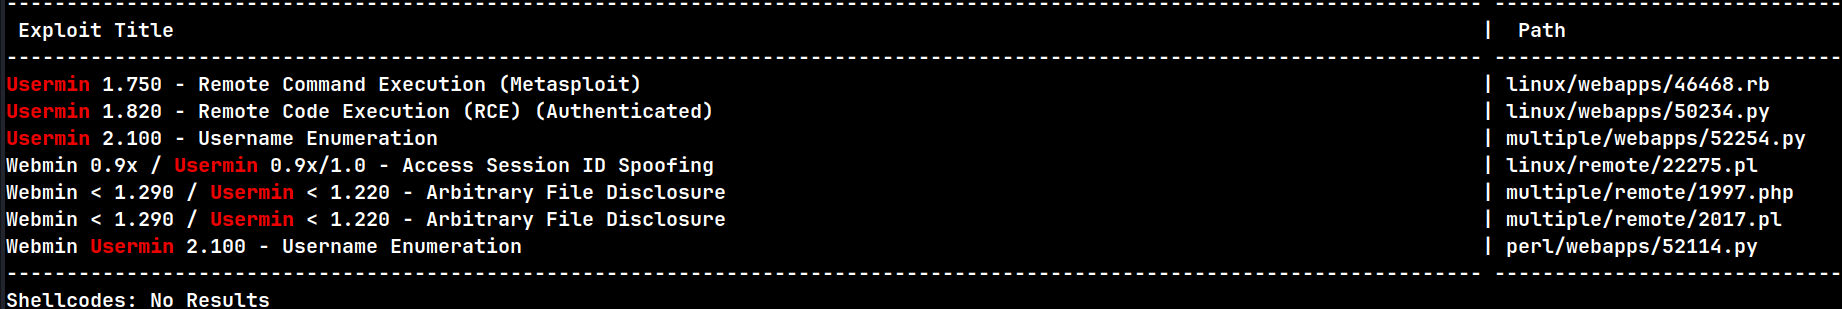 Exploit Title | Path
Usermin 1.750 - Remote Command Execution (Metasploit) | linux/webapps/46468.rb
Usermin 1.820 - Remote Code Execution (RCE) (Authenticated) | linux/webapps/50234.py
Usermin 2.100 - Username Enumeration | multiple/webapps/52254.py
Webmin 0.9x / Usermin 0.9x/1.0 - Access Session ID Spoofing | linux/remote/22275.pl
Webmin < 1.290 / Usermin < 1.220 - Arbitrary File Disclosure | multiple/remote/1997.php
Webmin < 1.290 / Usermin < 1.220 - Arbitrary File Disclosure | multiple/remote/2017.pl
Webmin Usermin 2.100 - Username Enumeration | perl/webapps/52114.py
Shellcodes: No Results